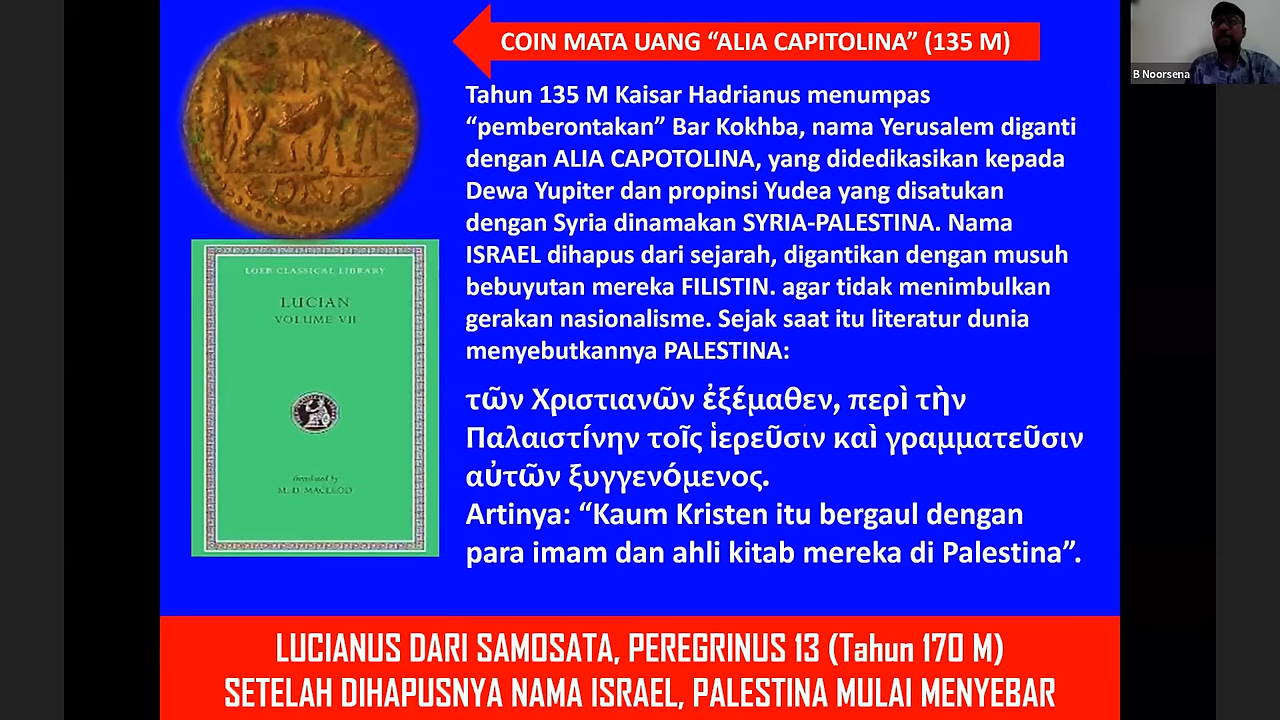 COIN MATA UANG “ALIA CAPITOLINA” (135 M)
B Noorsena
Tahun 135 M Kaisar Hadrianus menumpas
“pemberontakan” Bar Kokhba, nama Yerusalem diganti
dengan ALIA CAPOTOLINA, yang didedikasikan kepada
Dewa Yupiter dan propinsi Yudea yang disatukan
dengan Syria dinamakan SYRIA-PALESTINA. Nama
ISRAEL dihapus dari sejarah, digantikan dengan musuh
bebuyutan mereka FILISTIN. agar tidak menimbulkan
gerakan nasionalisme. Sejak saat itu literatur dunia
menyebutkannya PALESTINA:
τῶν Χριστιανῶν ἐξέμαθεν, περὶ τὴν
Παλαιστίνην τοῖς ἱερεῦσιν καὶ γραμματεῦσιν
αὐτῶν ξυγγενόμενος.
Artinya: “Kaum Kristen itu bergaul dengan
para imam dan ahli kitab mereka di Palestina”.
LOEB CLASSICAL LIBRARY
LUCIAN
VOLUME VII
translated by
M. D. MACLEOD
LUCIANUS DARI SAMOSATA, PEREGRINUS 13 (Tahun 170 M)
SETELAH DIHAPUSNYA NAMA ISRAEL, PALESTINA MULAI MENYEBAR